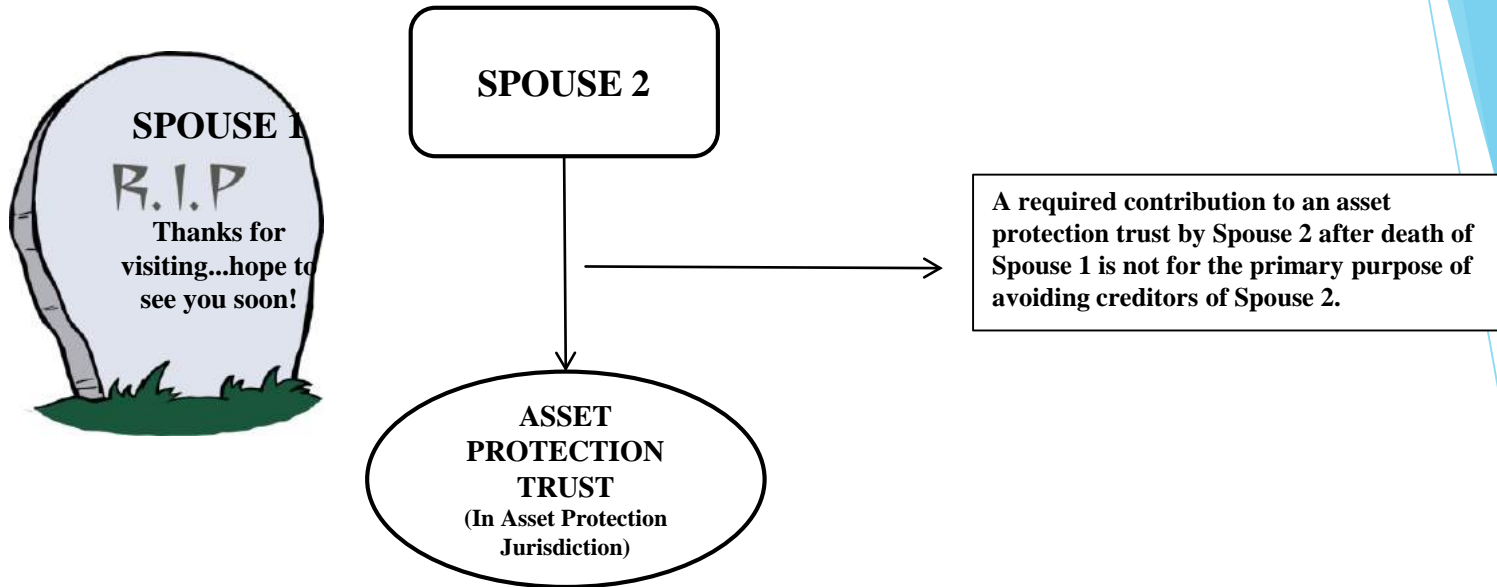 SPOUSE 1
R.I.P
Thanks for
visiting...hope to
see you soon!
SPOUSE 2
A required contribution to an asset
protection trust by Spouse 2 after death of
Spouse 1 is not for the primary purpose of
avoiding creditors of Spouse 2.
ASSET
PROTECTION
TRUST
(In Asset Protection
Jurisdiction)